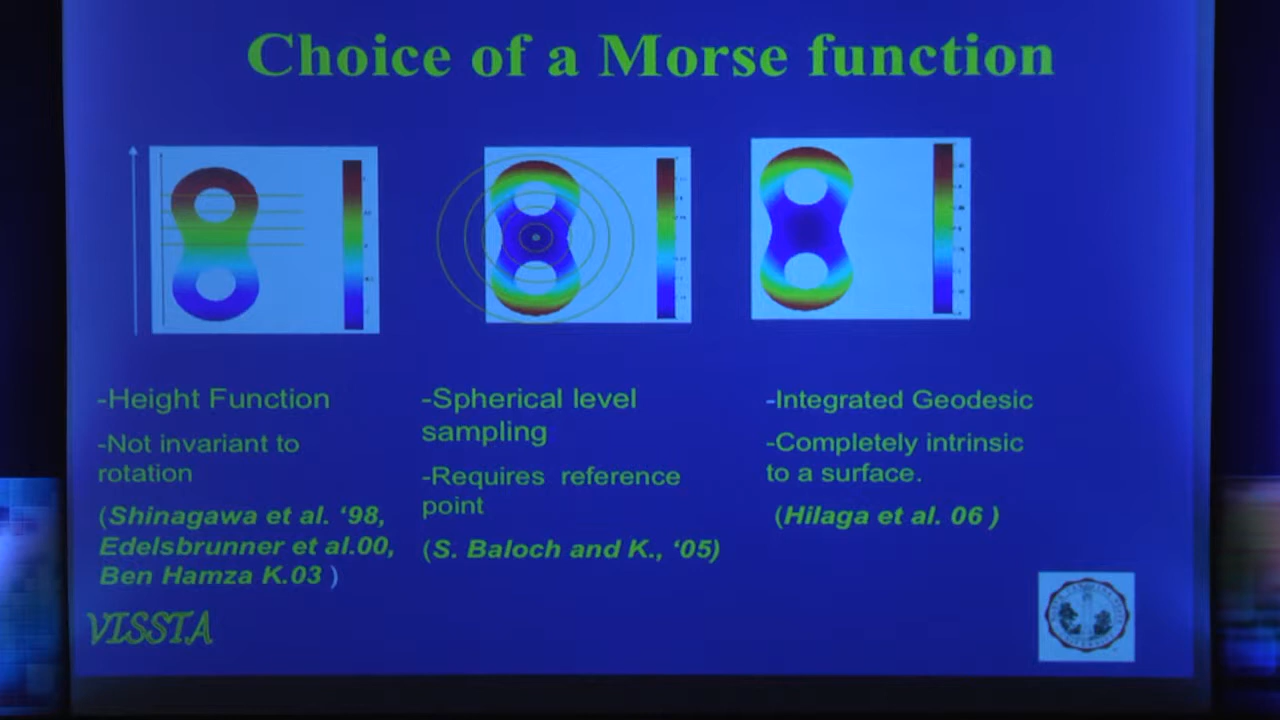 Choice of a Morse function
-Height Function
-Not invariant to
rotation
(Shinagawa et al. ‘98,
Edelsbrunner et al.00,
Ben Hamza K.03 )
-Spherical level
sampling
-Requires reference
point
(S. Baloch and K., ‘05)
-Integrated Geodesic
-Completely intrinsic
to a surface.
(Hilaga et al. 06 )
VISSTA